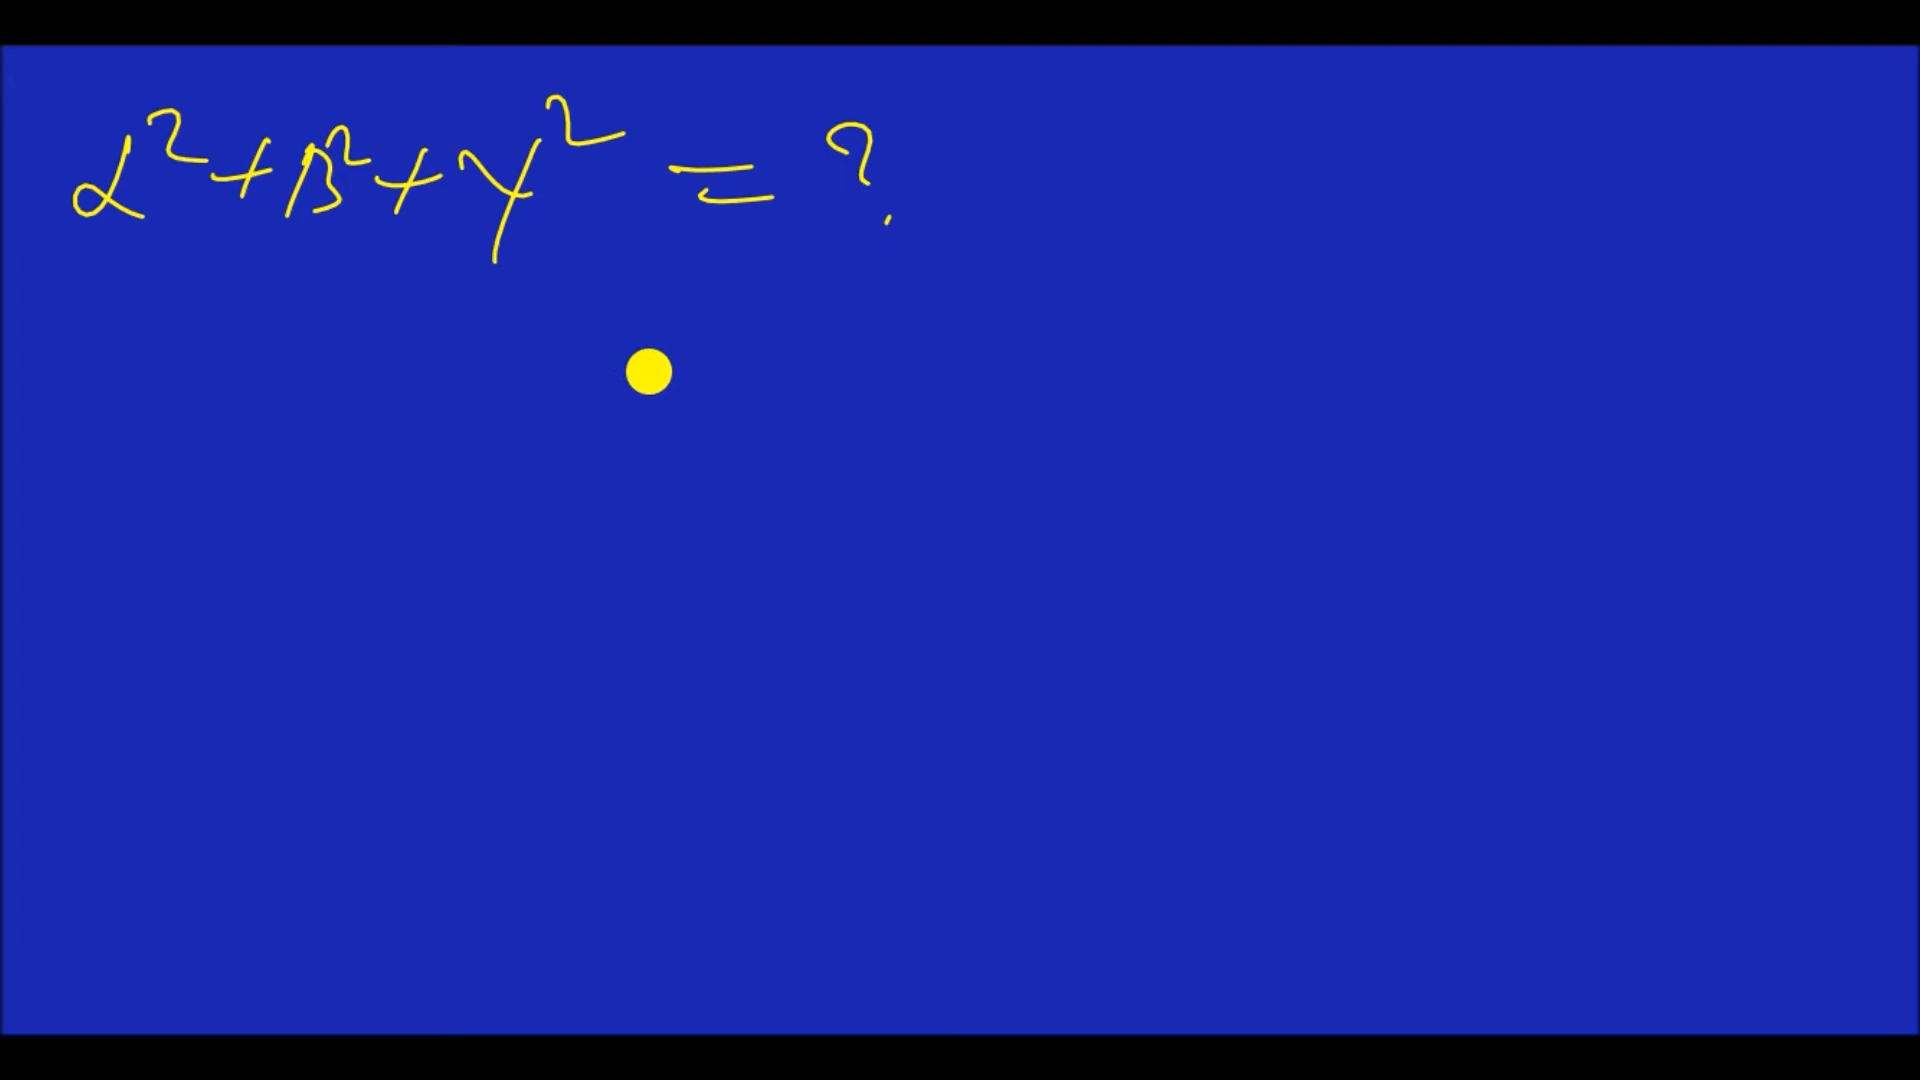 α²+β²+γ² = ?